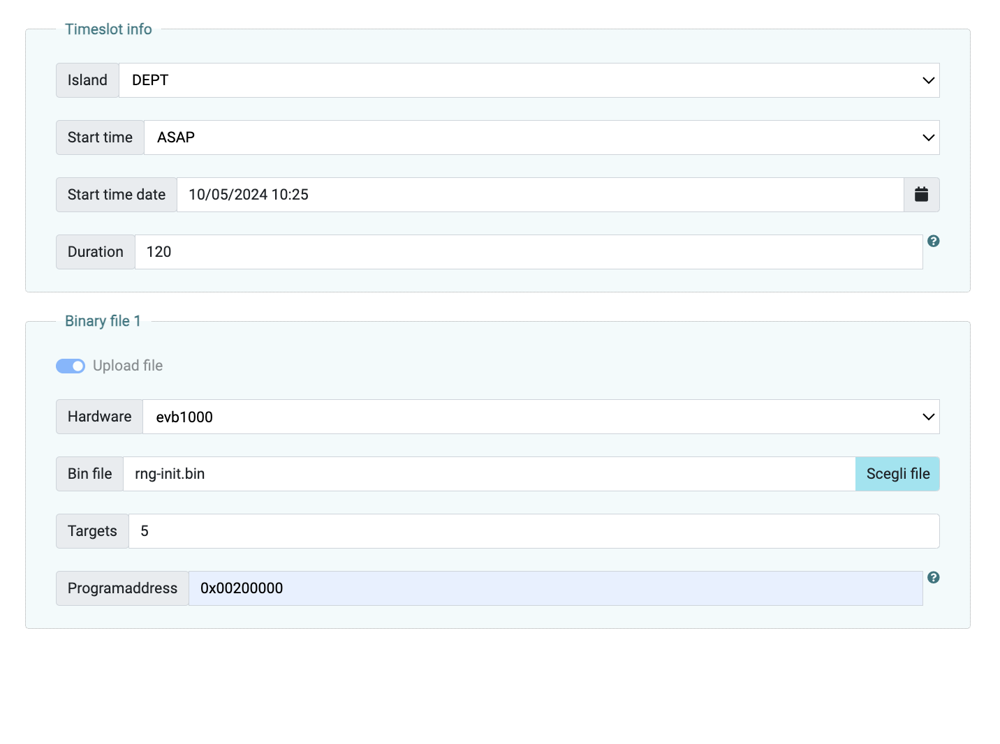 Timeslot info
Island DEPT
Start time ASAP
Start time date 10/05/2024 10:25
Duration 120
Binary file 1
Upload file
Hardware evb1000
Bin file rng-init.bin Scegli file
Targets 5
Programaddress 0x00200000